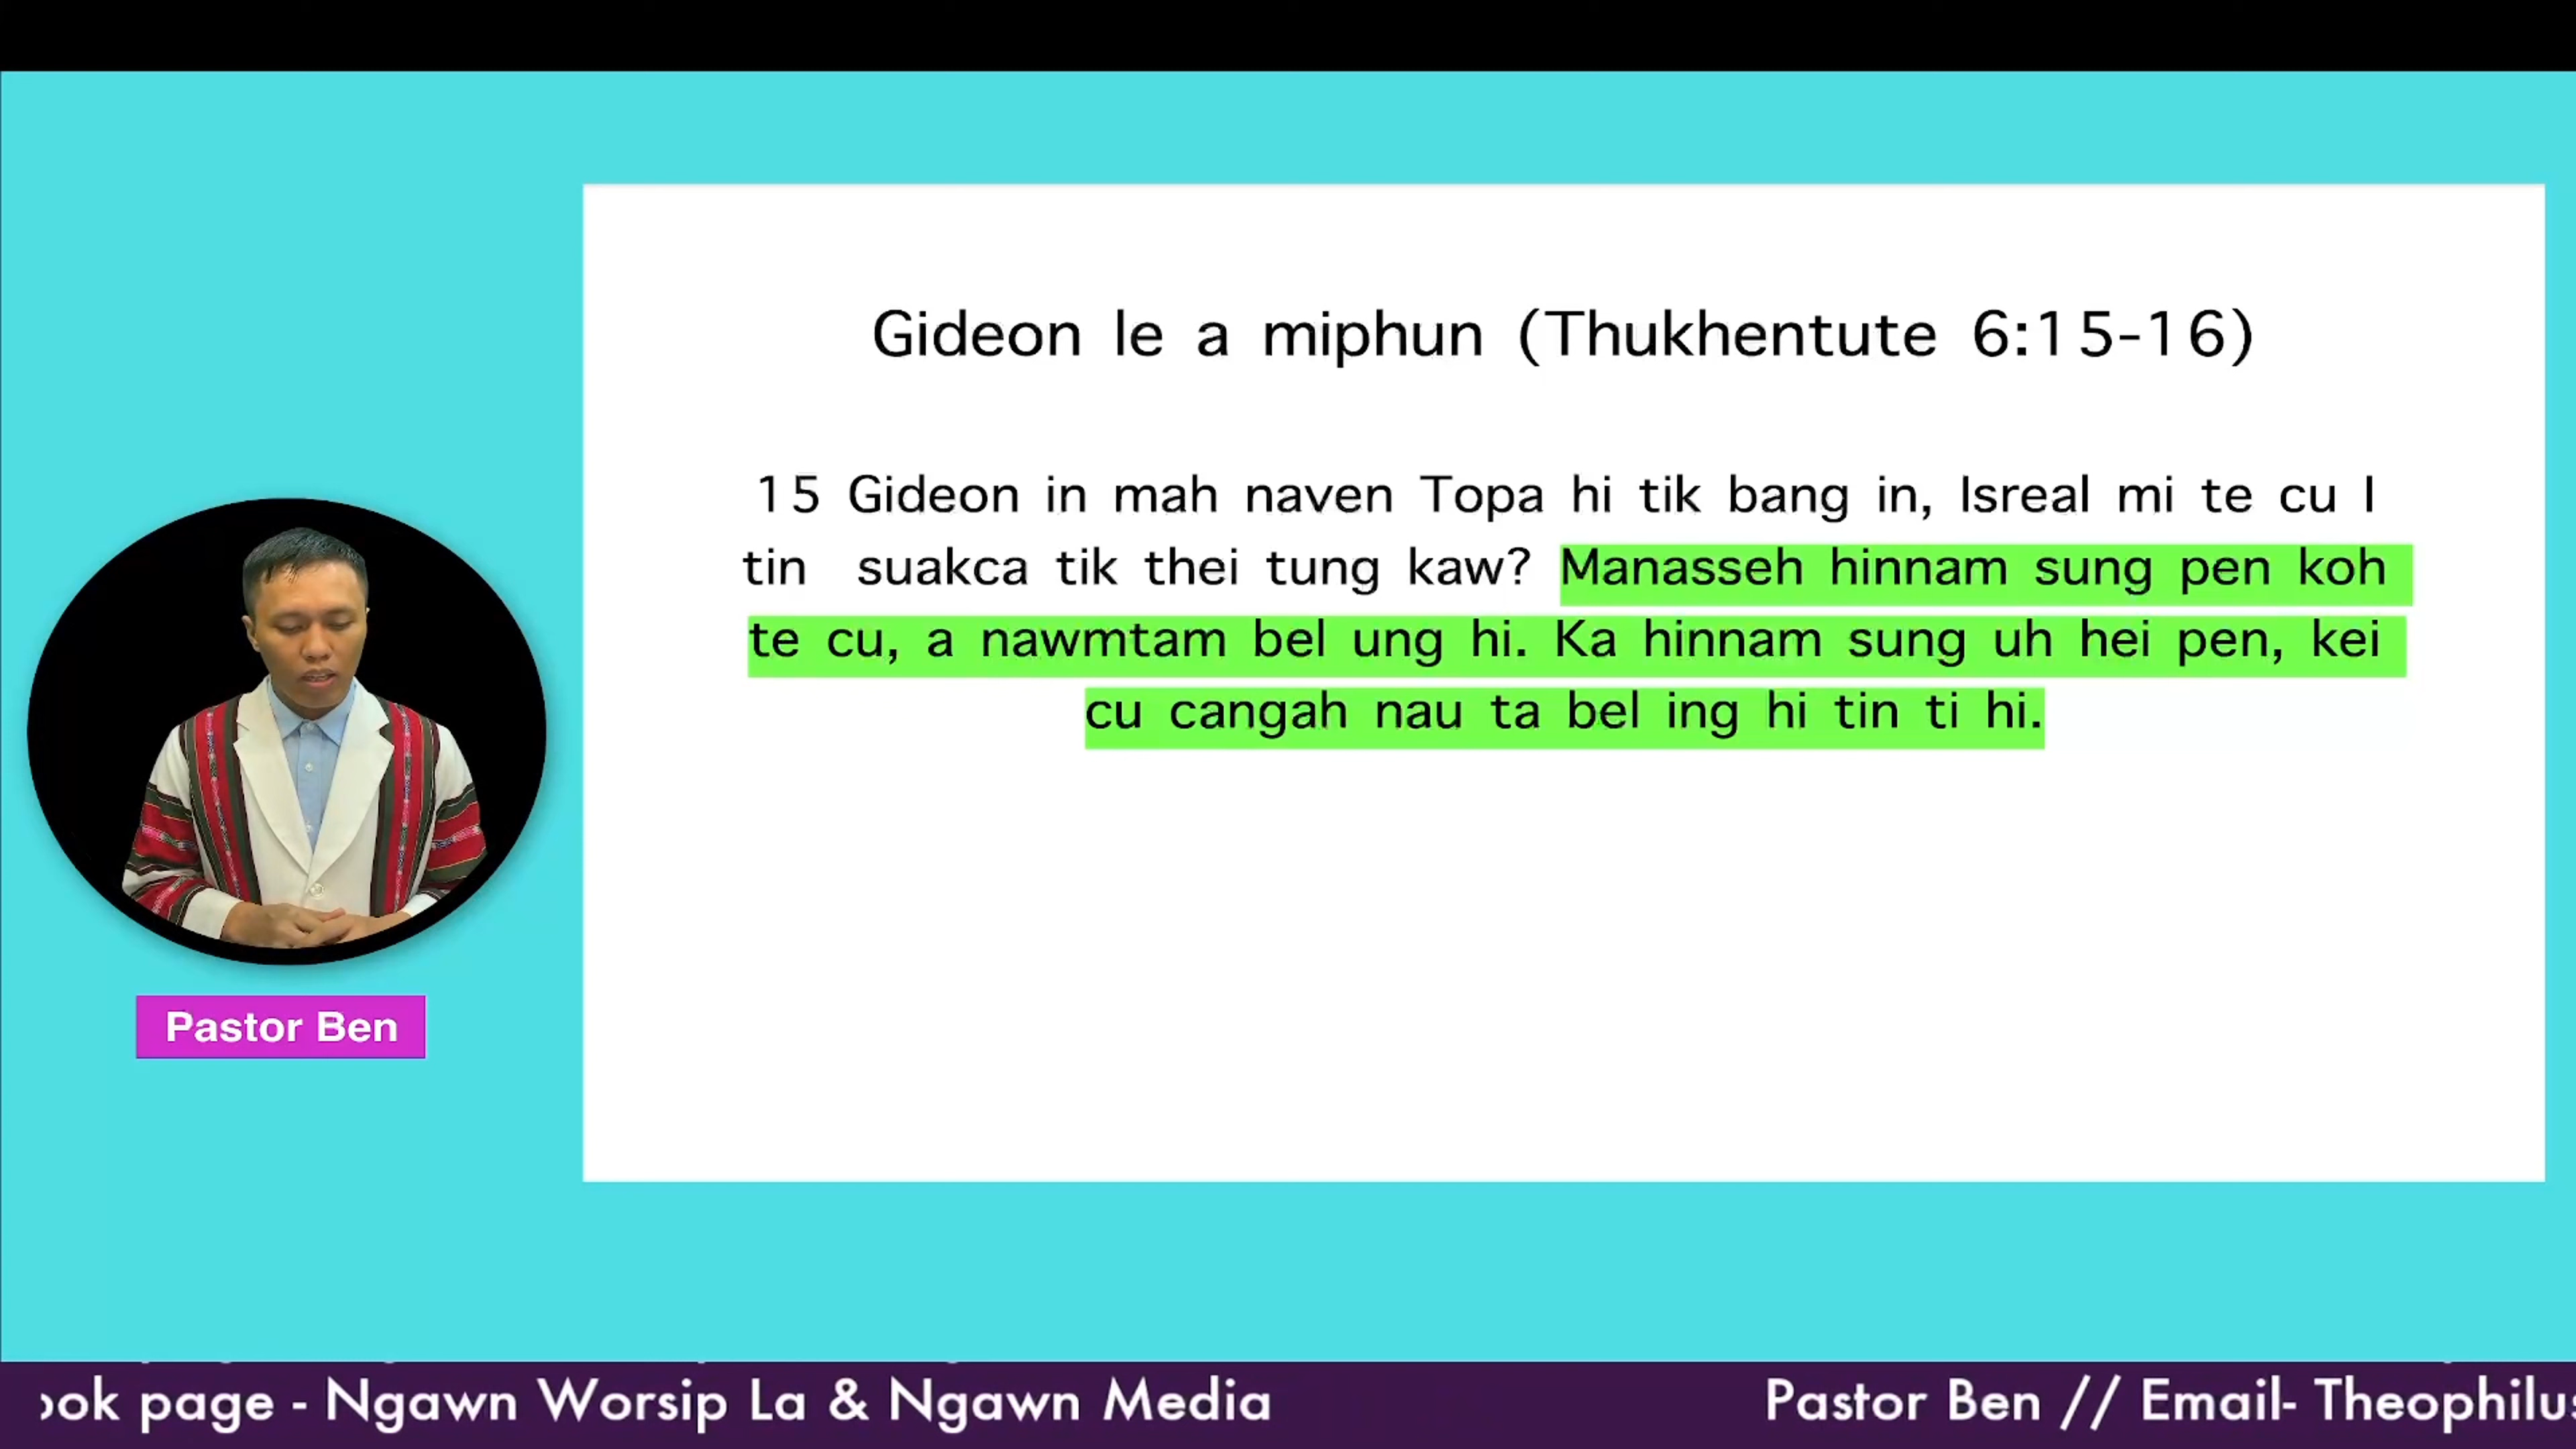 Gideon le a miphun (Thukhentute 6:15-16)
15 Gideon in mah naven Topa hi tik bang in, Isreal mi te cu I
tin suakca tik thei tung kaw? Manasseh hinnam sung pen koh
te cu, a nawmtam bel ung hi. Ka hinnam sung uh hei pen, kei
cu cangah nau ta bel ing hi tin ti hi.
Pastor Ben
page - Ngawn Worsip La & Ngawn Media
Pastor Ben // Email-